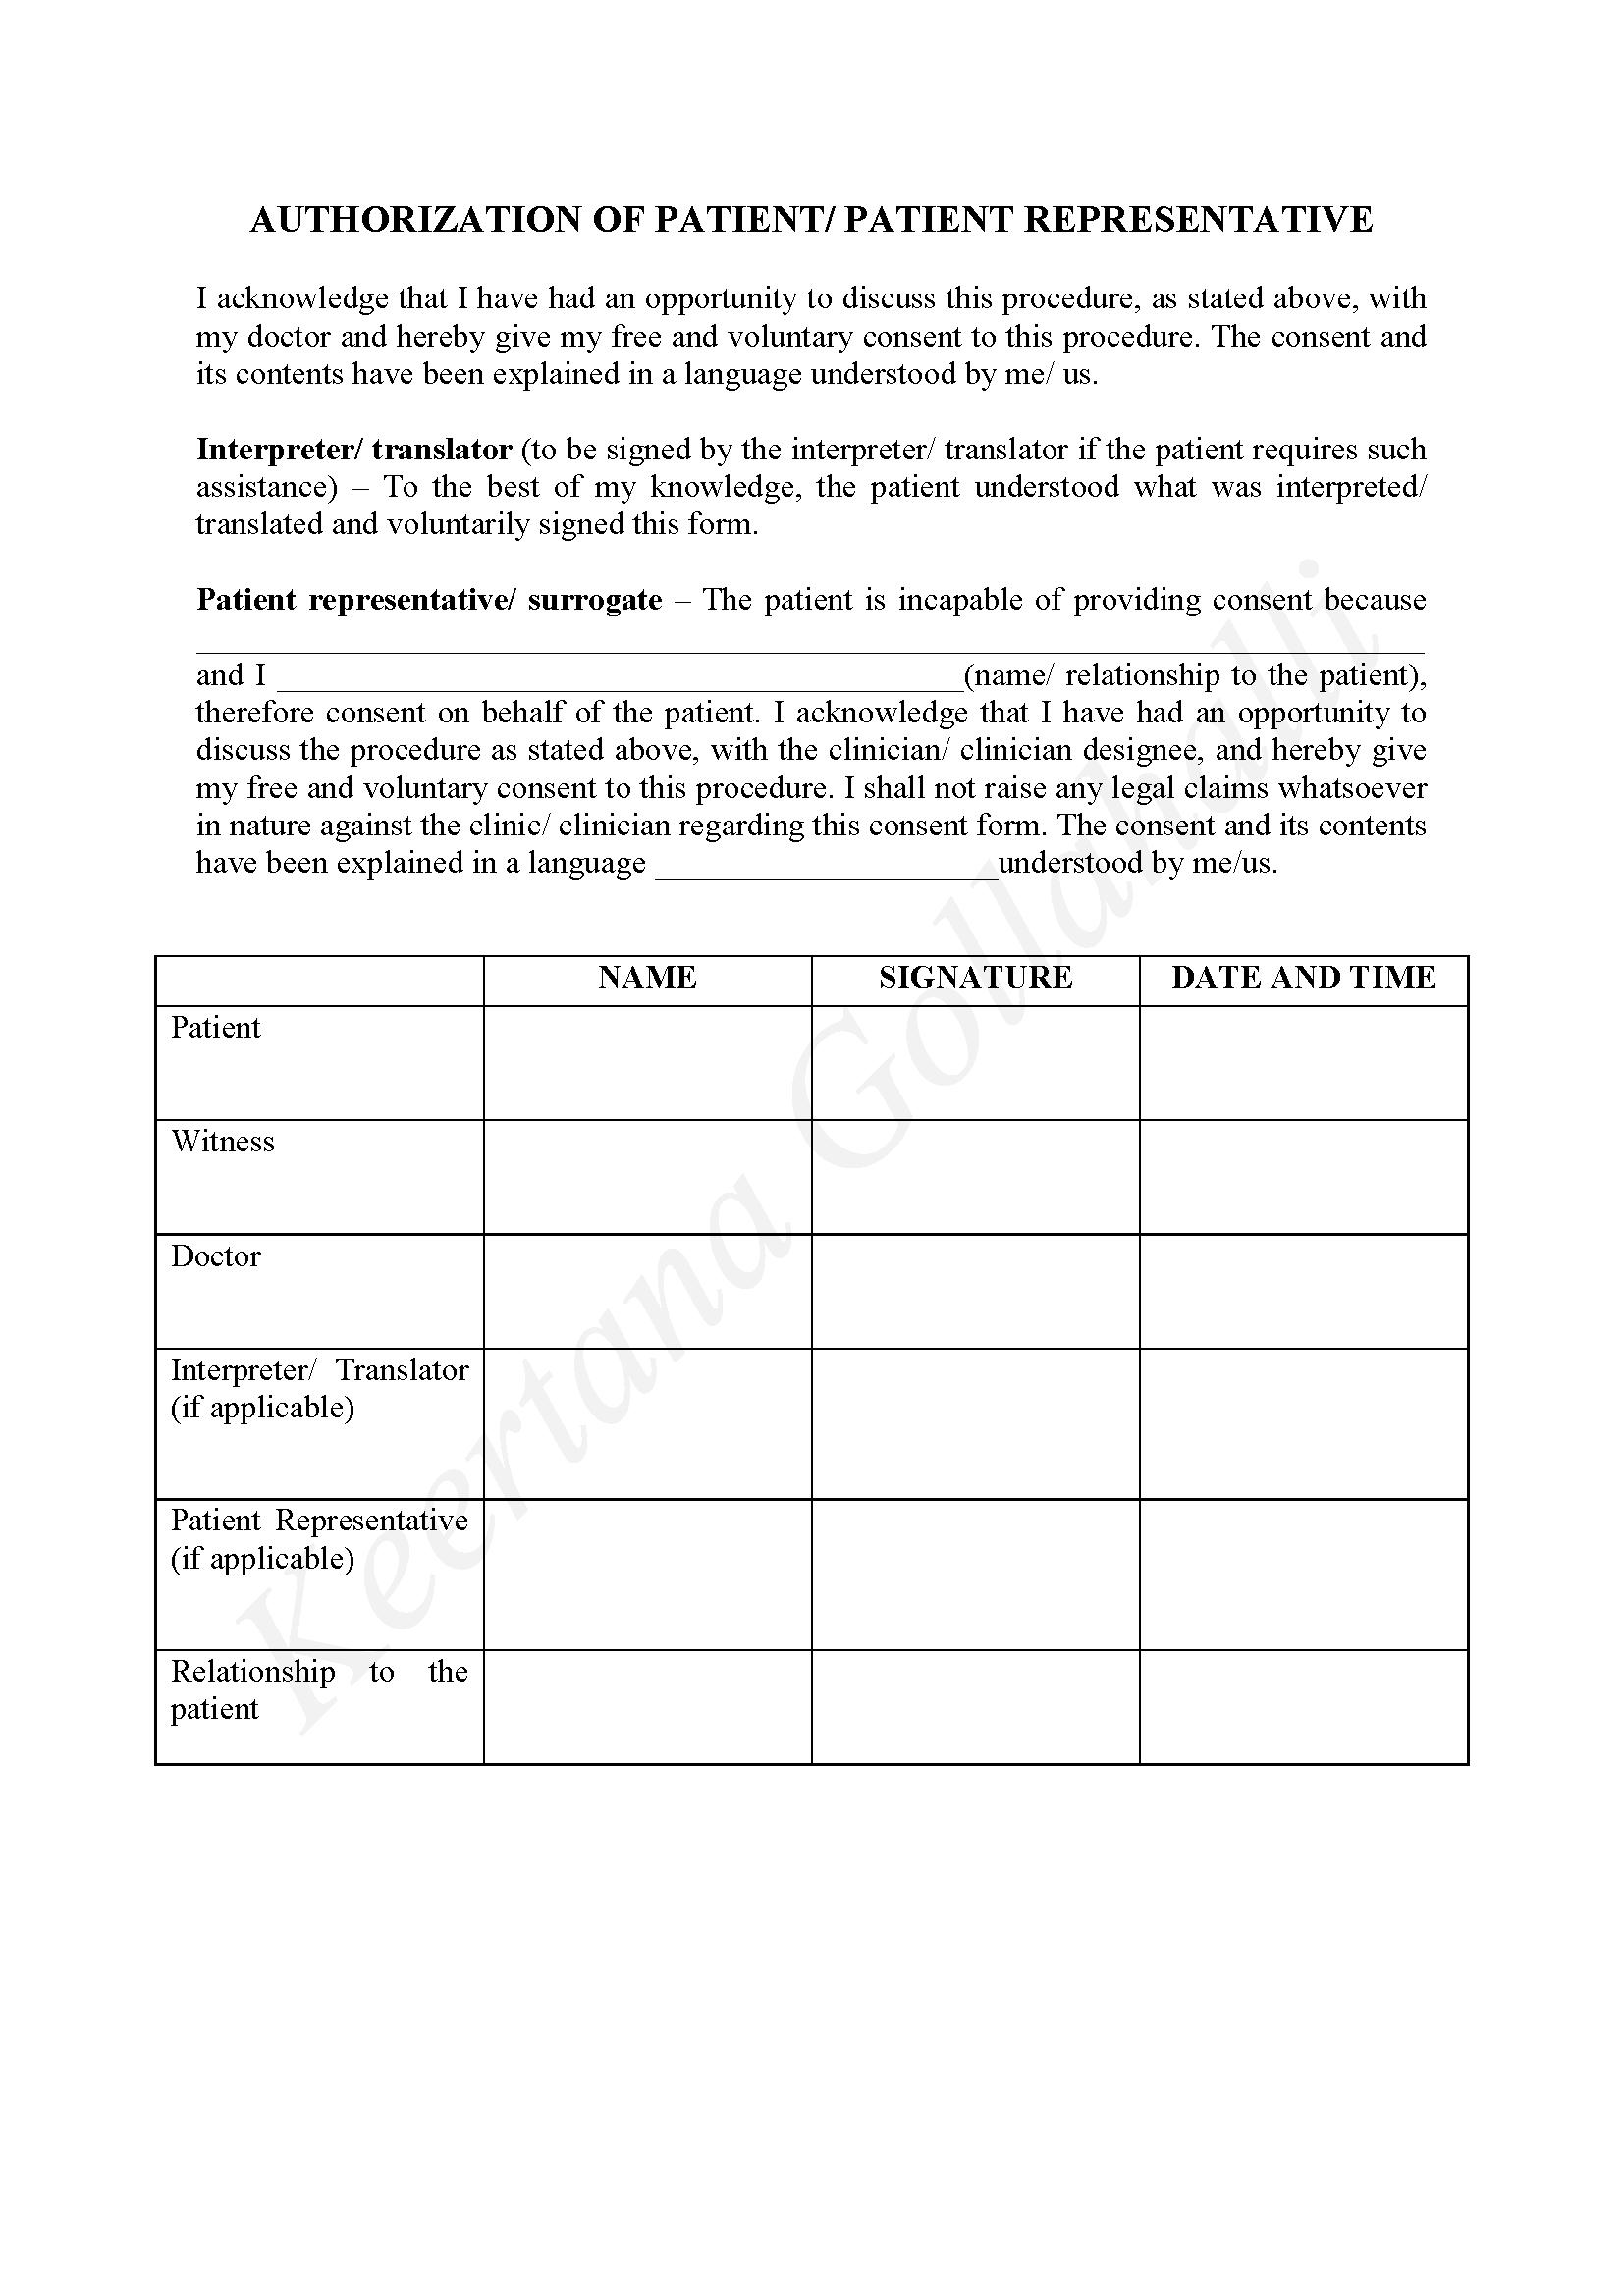 AUTHORIZATION OF PATIENT/ PATIENT REPRESENTATIVE
I acknowledge that I have had an opportunity to discuss this procedure, as stated above, with
my doctor and hereby give my free and voluntary consent to this procedure. The consent and
its contents have been explained in a language understood by me/ us.
Interpreter/ translator (to be signed by the interpreter/ translator if the patient requires such
assistance) – To the best of my knowledge, the patient understood what was interpreted/
translated and voluntarily signed this form.
Patient representative/ surrogate – The patient is incapable of providing consent because
and I ____________________(name/ relationship to the patient),
therefore consent on behalf of the patient. I acknowledge that I have had an opportunity to
discuss the procedure as stated above, with the clinician/ clinician designee, and hereby give
my free and voluntary consent to this procedure. I shall not raise any legal claims whatsoever
in nature against the clinic/ clinician regarding this consent form. The consent and its contents
have been explained in a language ____________________understood by me/us.
NAME SIGNATURE DATE AND TIME
Patient
Witness
Doctor
Interpreter/ Translator
(if applicable)
Patient Representative
(if applicable)
Relationship to the
patient
Keertana Gollahalli